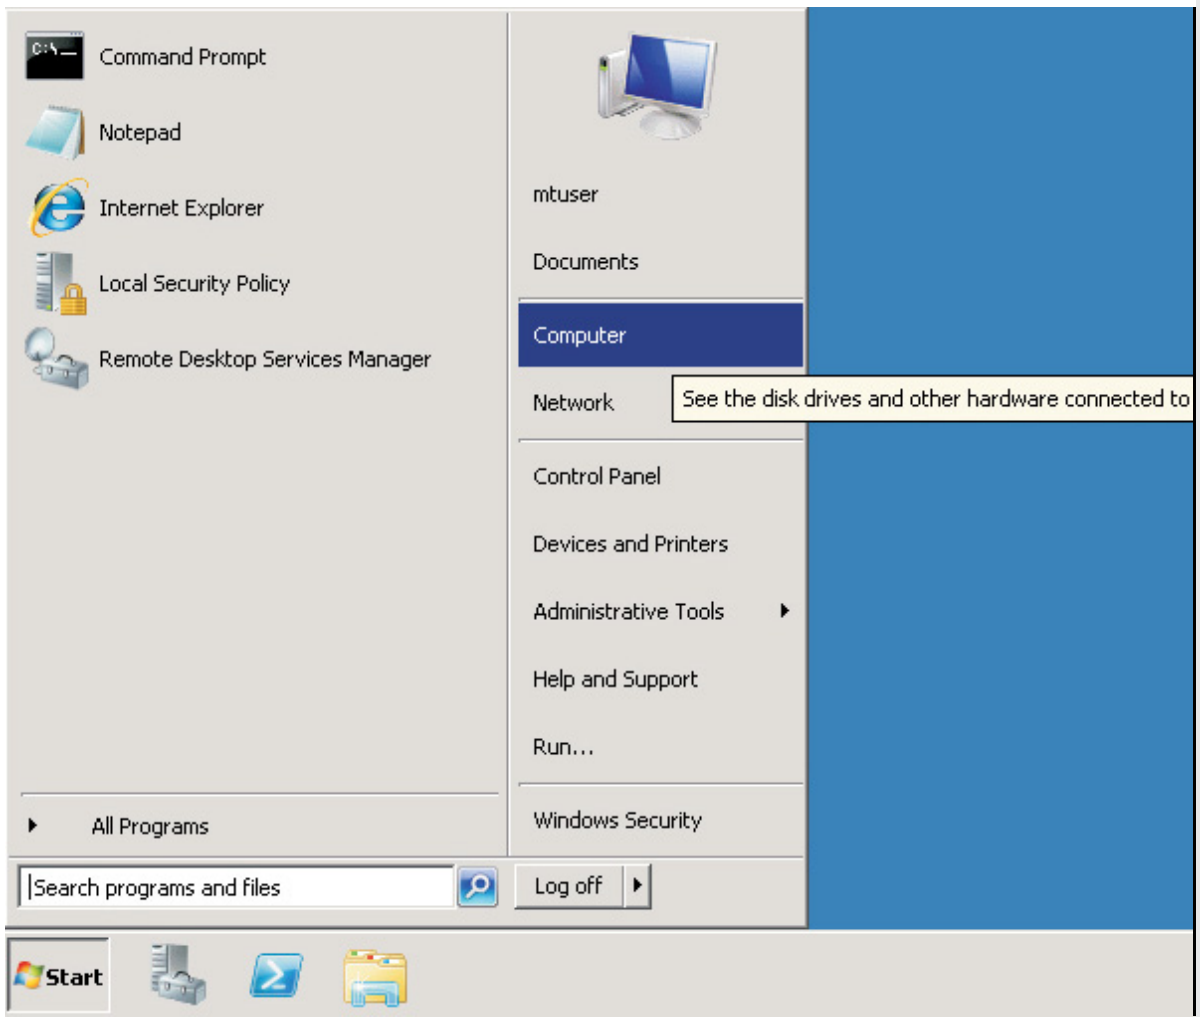 C:\_
Command Prompt
Notepad
Internet Explorer
Local Security Policy
Remote Desktop Services Manager
All Programs
Search programs and files
mtuser
Documents
Computer
Network
See the disk drives and other hardware connected to
Control Panel
Devices and Printers
Administrative Tools
Help and Support
Run...
Windows Security
Log off
Start